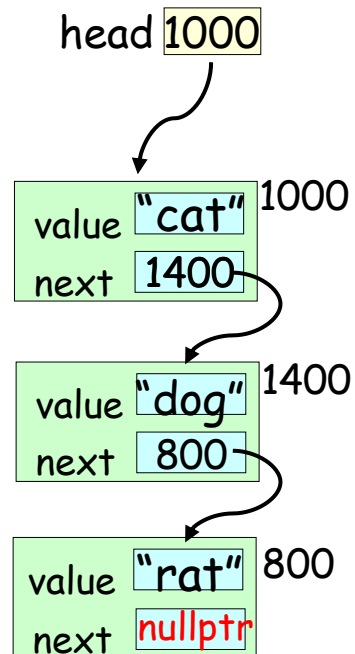 head 1000
1000
value "cat"
next 1400
1400
value "dog"
next 800
800
value "rat"
next nullptr